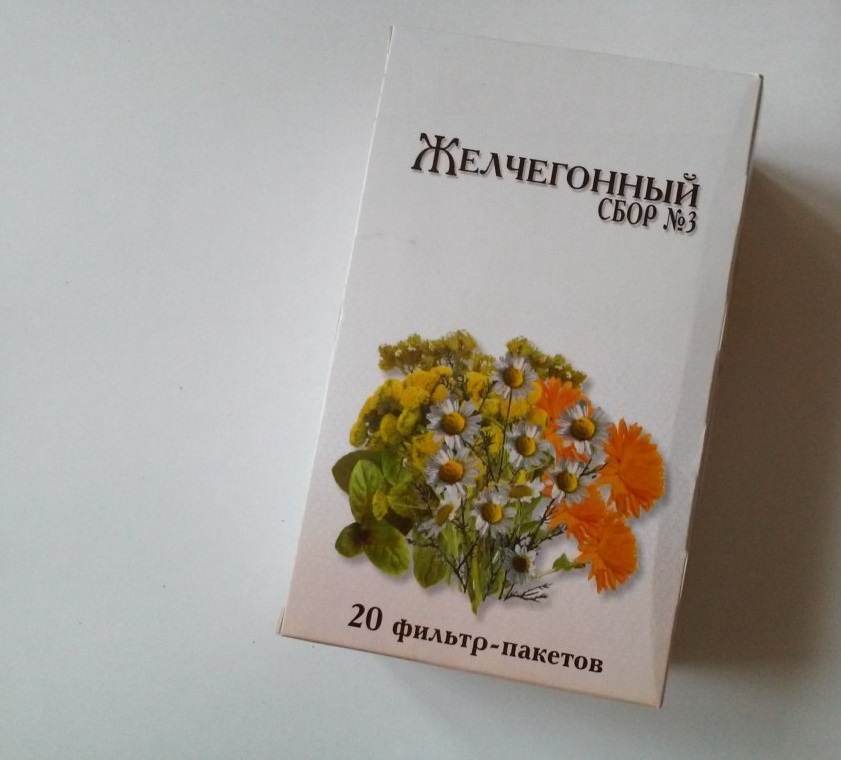 Желчегонный
сбор №3
20 фильтр-пакетов